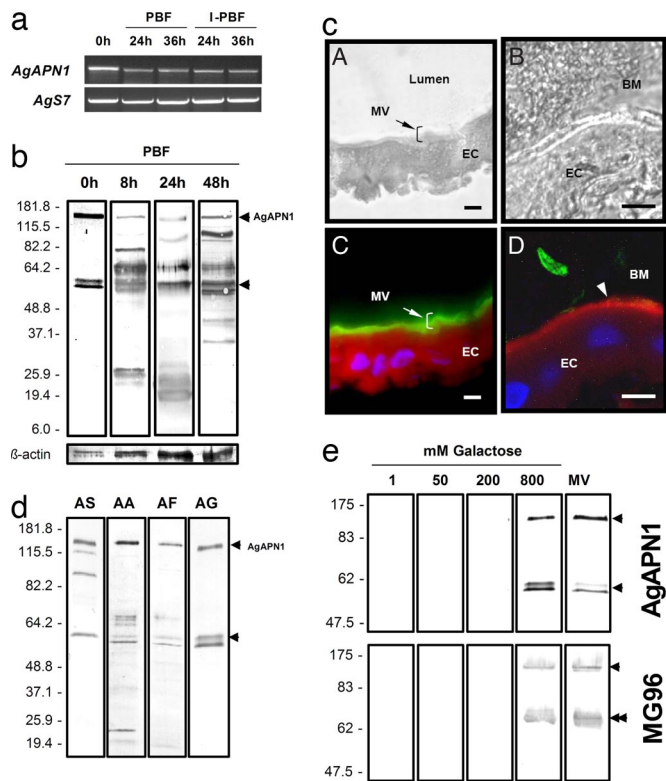 a
PBF I-PBF
0h 24h 36h 24h 36h
AgAPN1
AgS7
b
PBF
0h 8h 24h 48h
181.8 -
115.5 -
82.2 -
64.2 -
48.8 -
37.1 -
25.9 -
19.4 -
6.0 -
AgAPN1
ß-actin
c
A
Lumen
MV
EC
B
BM
EC
C
MV
EC
D
BM
EC
d
AS AA AF AG
181.8 -
115.5 -
82.2 -
64.2 -
48.8 -
37.1 -
25.9 -
19.4 -
AgAPN1
e
mM Galactose
1 50 200 800 MV
175 -
83 -
62 -
47.5 -
AgAPN1
175 -
83 -
62 -
47.5 -
MG96